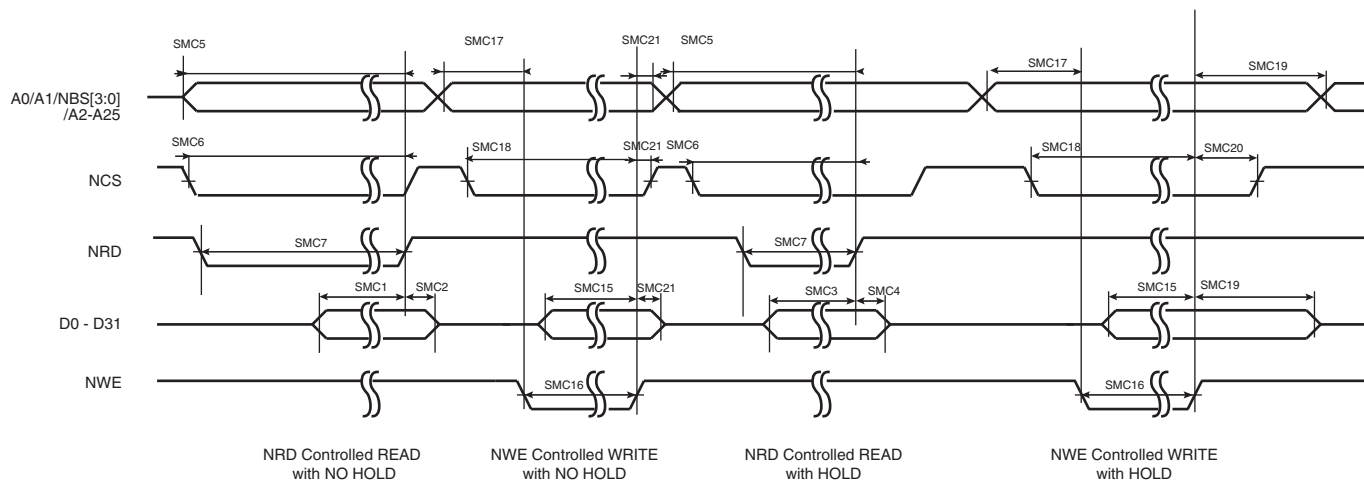 SMC5
SMC17
SMC21
SMC5
SMC17
SMC19
A0/A1/NBS[3:0]
/A2-A25
SMC6
SMC18
SMC21
SMC6
SMC18
SMC20
NCS
NRD
SMC7
SMC7
SMC1
SMC2
SMC15
SMC21
SMC3
SMC4
SMC15
SMC19
D0 - D31
NWE
SMC16
SMC16
NRD Controlled READ
with NO HOLD
NWE Controlled WRITE
with NO HOLD
NRD Controlled READ
with HOLD
NWE Controlled WRITE
with HOLD